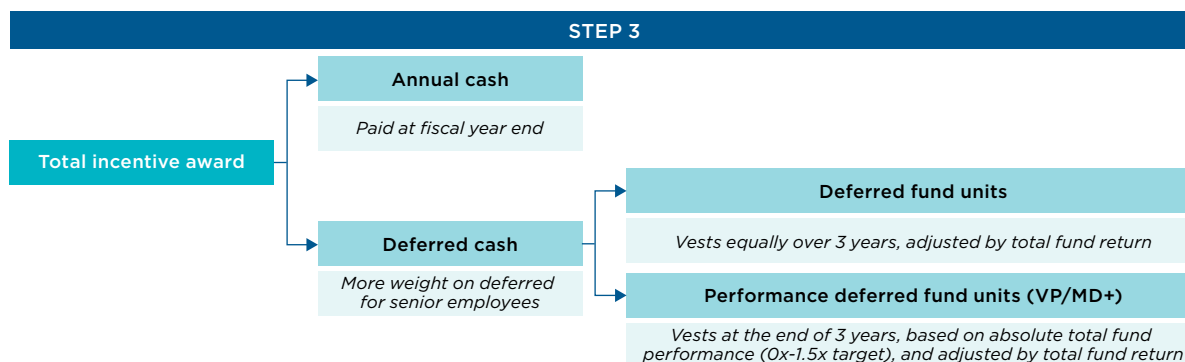 STEP 3
Annual cash
Paid at fiscal year end
Total incentive award
Deferred cash
More weight on deferred
for senior employees
Deferred fund units
Vests equally over 3 years, adjusted by total fund return
Performance deferred fund units (VP/MD+)
Vests at the end of 3 years, based on absolute total fund
performance (0x-1.5x target), and adjusted by total fund return